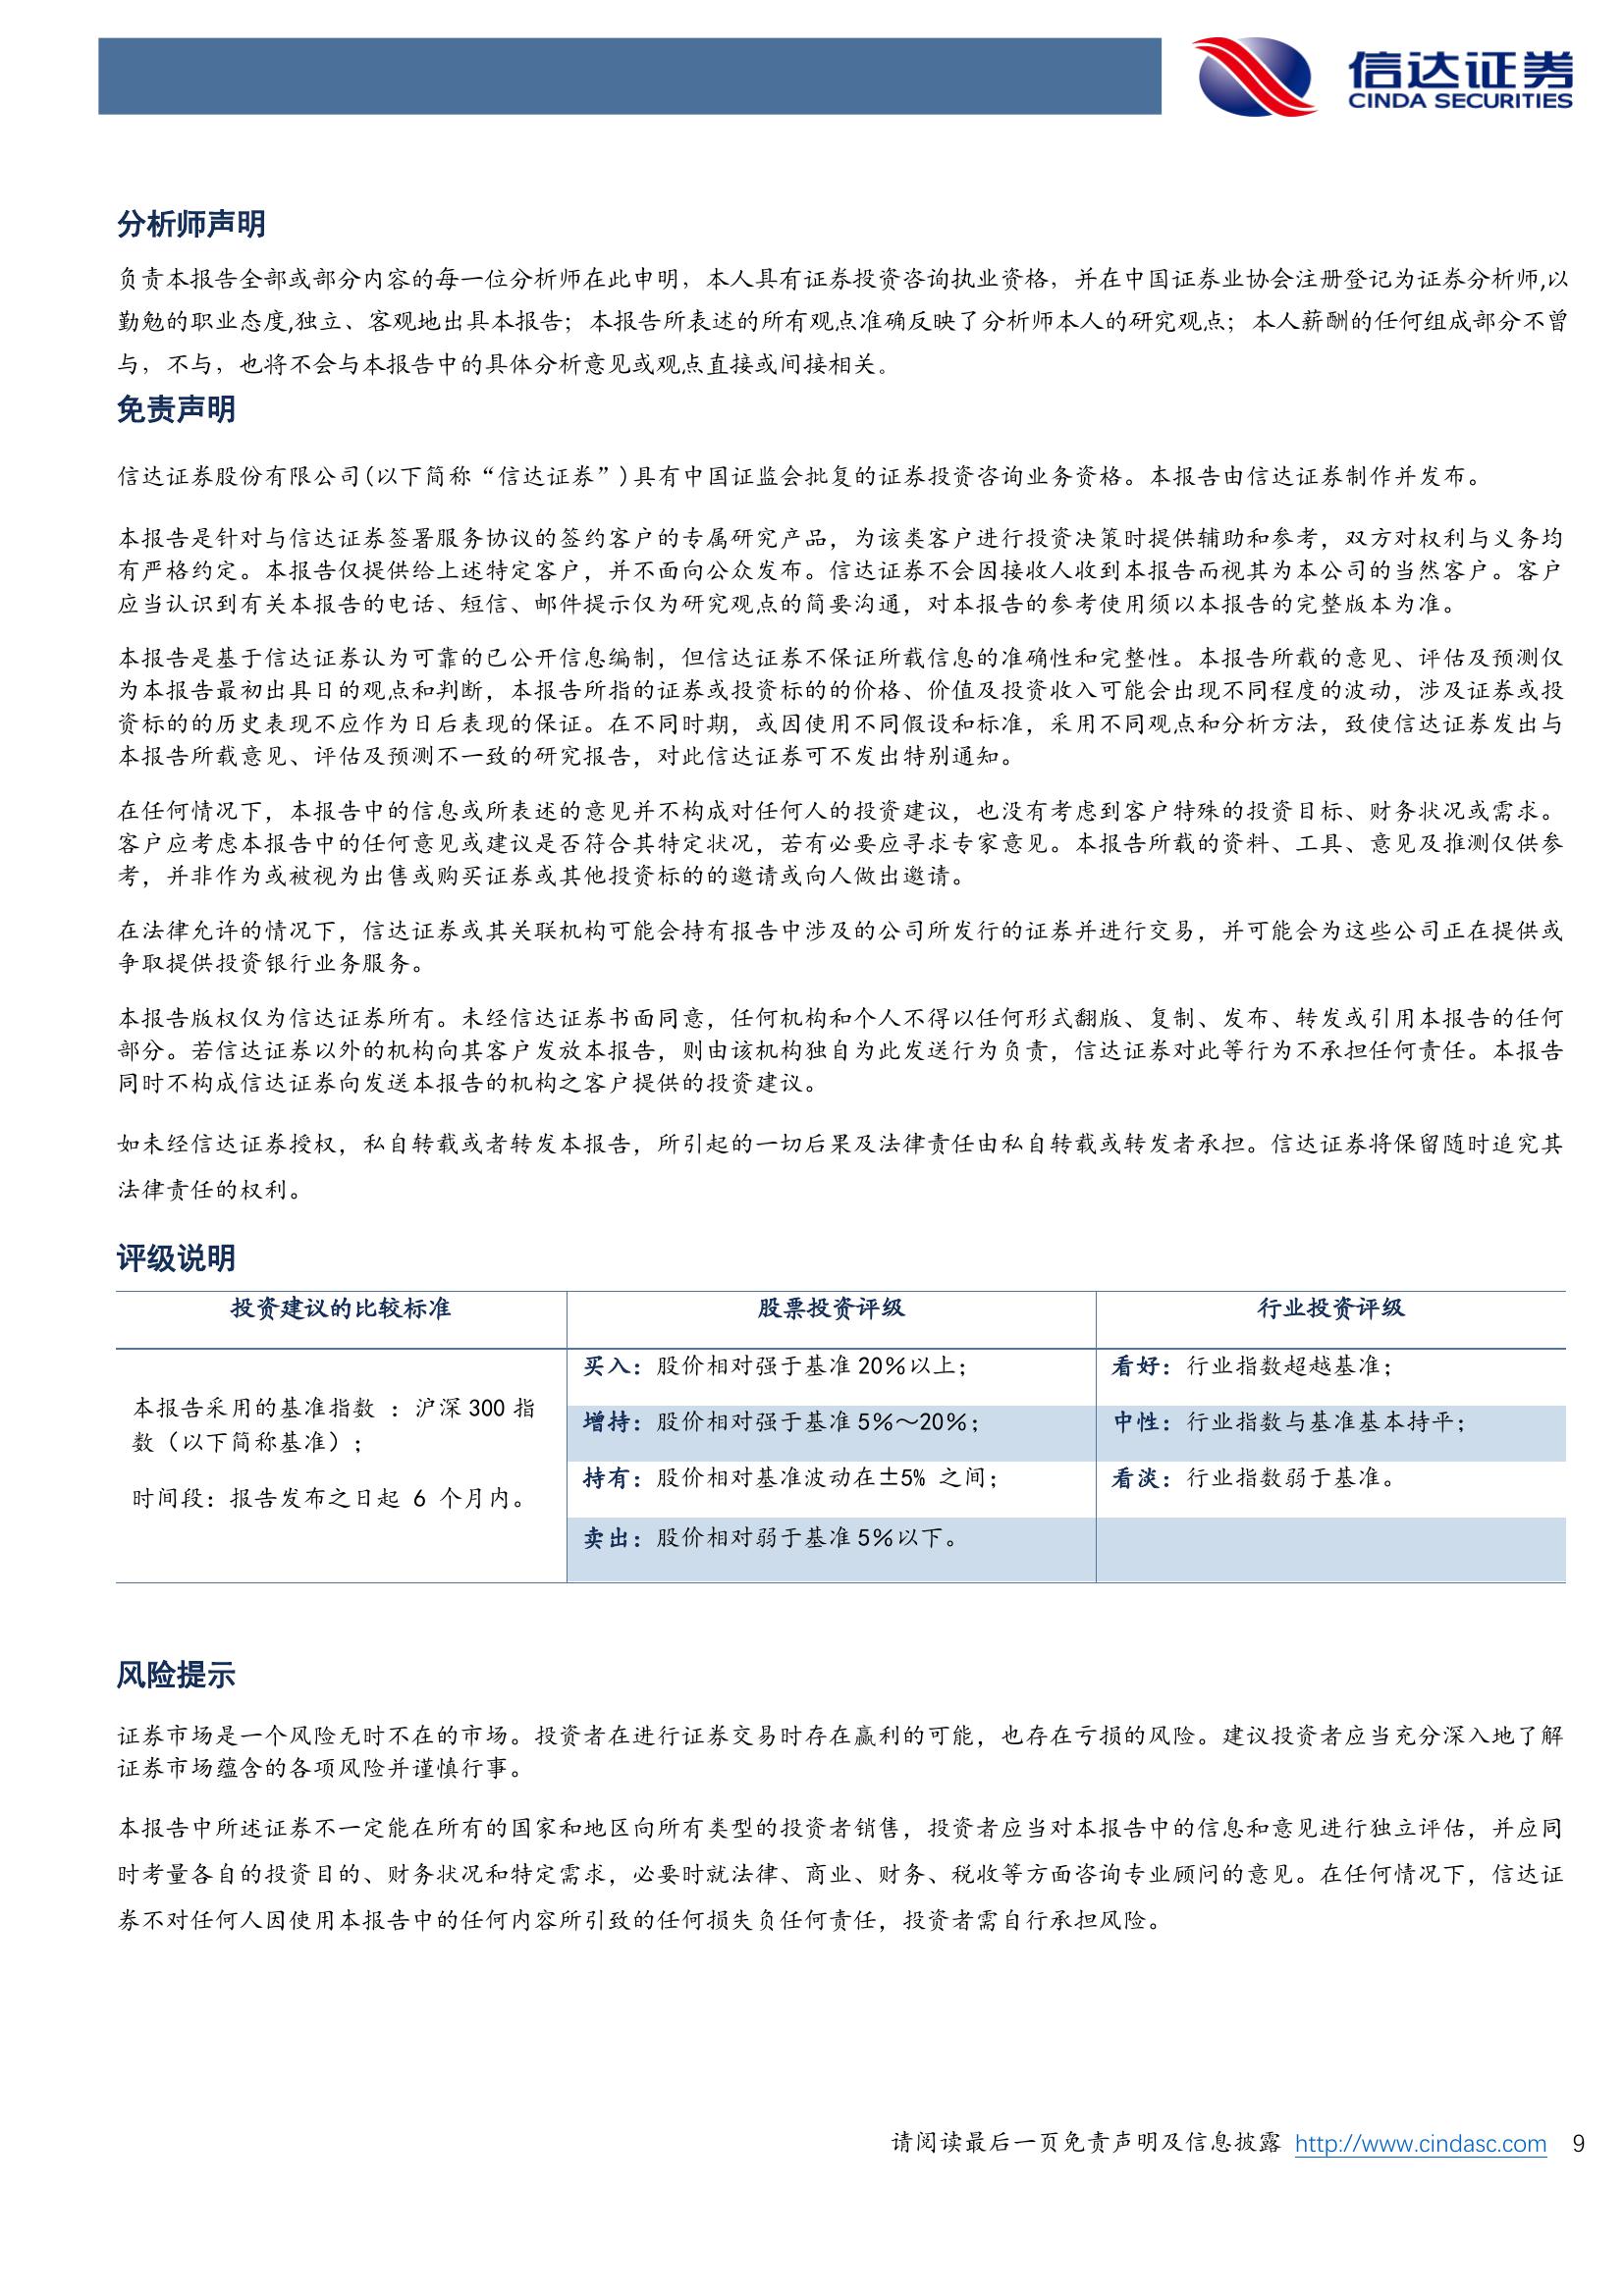 信达证券
CINDA SECURITIES
分析师声明
负责本报告全部或部分内容的每一位分析师在此申明，本人具有证券投资咨询执业资格，并在中国证券业协会注册登记为证券分析师,以
勤勉的职业态度,独立、客观地出具本报告；本报告所表述的所有观点准确反映了分析师本人的研究观点；本人薪酬的任何组成部分不曾
与，不与，也将不会与本报告中的具体分析意见或观点直接或间接相关。
免责声明
信达证券股份有限公司(以下简称“信达证券”)具有中国证监会批复的证券投资咨询业务资格。本报告由信达证券制作并发布。
本报告是针对与信达证券签署服务协议的签约客户的专属研究产品，为该类客户进行投资决策时提供辅助和参考，双方对权利与义务均
有严格约定。本报告仅提供给上述特定客户，并不面向公众发布。信达证券不会因接收人收到本报告而视其为本公司的当然客户。客户
应当认识到有关本报告的电话、短信、邮件提示仅为研究观点的简要沟通，对本报告的参考使用须以本报告的完整版本为准。
本报告是基于信达证券认为可靠的已公开信息编制，但信达证券不保证所载信息的准确性和完整性。本报告所载的意见、评估及预测仅
为本报告最初出具日的观点和判断，本报告所指的证券或投资标的的价格、价值及投资收入可能会出现不同程度的波动，涉及证券或投
资标的的历史表现不应作为日后表现的保证。在不同时期，或因使用不同假设和标准，采用不同观点和分析方法，致使信达证券发出与
本报告所载意见、评估及预测不一致的研究报告，对此信达证券可不发出特别通知。
在任何情况下，本报告中的信息或所表述的意见并不构成对任何人的投资建议，也没有考虑到客户特殊的投资目标、财务状况或需求。
客户应考虑本报告中的任何意见或建议是否符合其特定状况，若有必要应寻求专家意见。本报告所载的资料、工具、意见及推测仅供参
考，并非作为或被视为出售或购买证券或其他投资标的的邀请或向人做出邀请。
在法律允许的情况下，信达证券或其关联机构可能会持有报告中涉及的公司所发行的证券并进行交易，并可能会为这些公司正在提供或
争取提供投资银行业务服务。
本报告版权仅为信达证券所有。未经信达证券书面同意，任何机构和个人不得以任何形式翻版、复制、发布、转发或引用本报告的任何
部分。若信达证券以外的机构向其客户发放本报告，则由该机构独自为此发送行为负责，信达证券对此等行为不承担任何责任。本报告
同时不构成信达证券向发送本报告的机构之客户提供的投资建议。
如未经信达证券授权，私自转载或者转发本报告，所引起的一切后果及法律责任由私自转载或转发者承担。信达证券将保留随时追究其
法律责任的权利。
评级说明
投资建议的比较标准
股票投资评级
行业投资评级
本报告采用的基准指数 ：沪深 300 指
数（以下简称基准）；
时间段：报告发布之日起 6 个月内。
买入：股价相对强于基准 20%以上；
看好：行业指数超越基准；
增持：股价相对强于基准 5%～20%；
中性：行业指数与基准基本持平；
持有：股价相对基准波动在±5% 之间；
看淡：行业指数弱于基准。
卖出：股价相对弱于基准 5%以下。
风险提示
证券市场是一个风险无时不在的市场。投资者在进行证券交易时存在赢利的可能，也存在亏损的风险。建议投资者应当充分深入地了解
证券市场蕴含的各项风险并谨慎行事。
本报告中所述证券不一定能在所有的国家和地区向所有类型的投资者销售，投资者应当对本报告中的信息和意见进行独立评估，并应同
时考量各自的投资目的、财务状况和特定需求，必要时就法律、商业、财务、税收等方面咨询专业顾问的意见。在任何情况下，信达证
券不对任何人因使用本报告中的任何内容所引致的任何损失负任何责任，投资者需自行承担风险。
请阅读最后一页免责声明及信息披露 http://www.cindasc.com 9